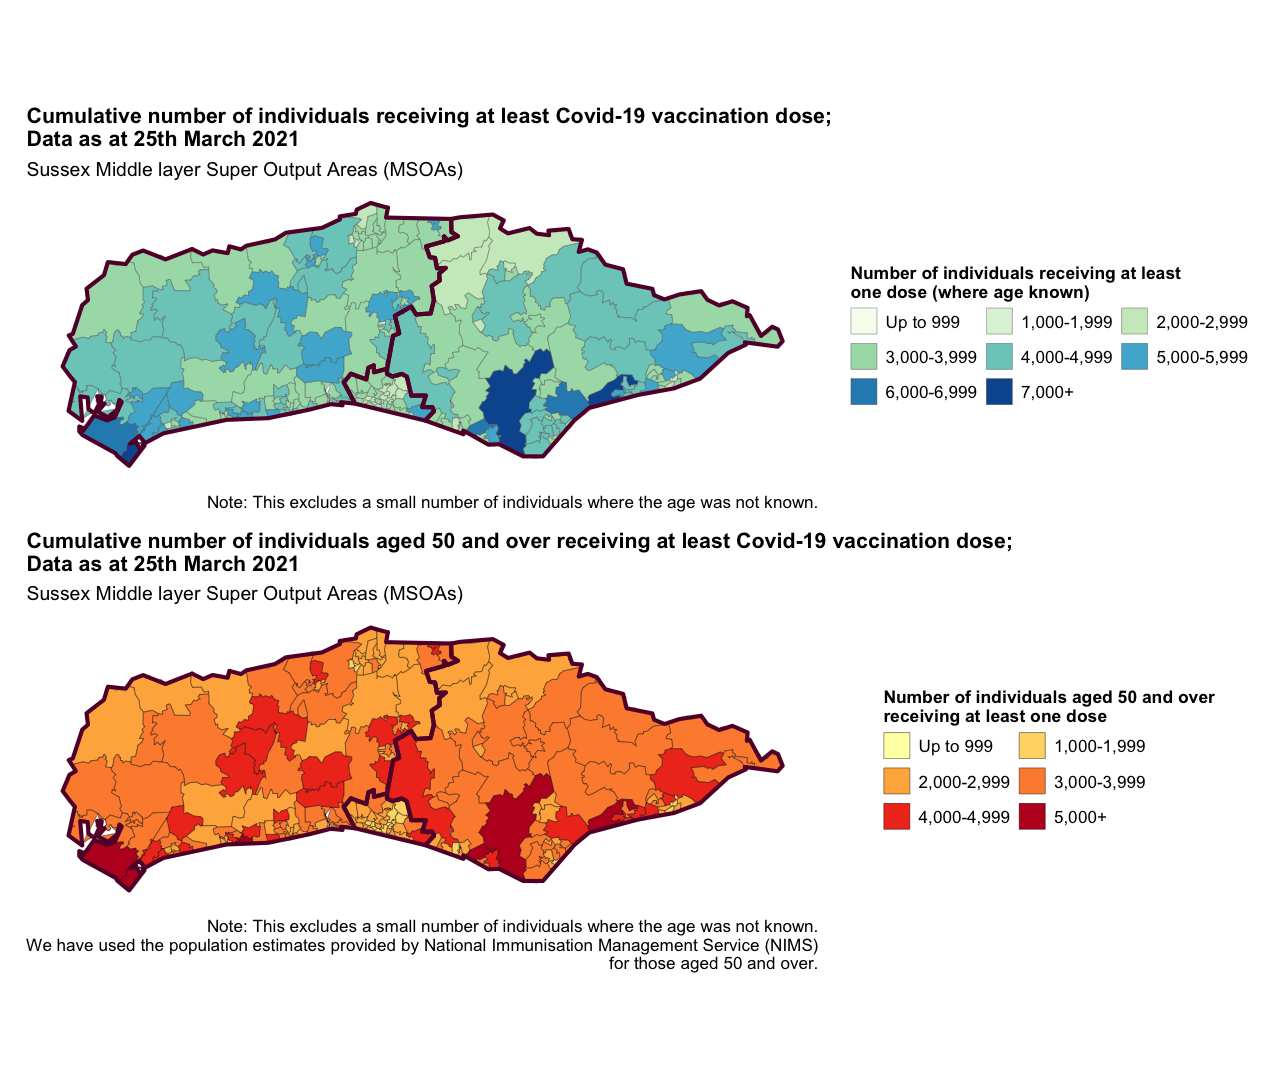 Cumulative number of individuals receiving at least Covid-19 vaccination dose;
Data as at 25th March 2021
Sussex Middle layer Super Output Areas (MSOAs)
Number of individuals receiving at least
one dose (where age known)
Up to 999
1,000-1,999
2,000-2,999
3,000-3,999
4,000-4,999
5,000-5,999
6,000-6,999
7,000+
Note: This excludes a small number of individuals where the age was not known.
Cumulative number of individuals aged 50 and over receiving at least Covid-19 vaccination dose;
Data as at 25th March 2021
Sussex Middle layer Super Output Areas (MSOAs)
Number of individuals aged 50 and over
receiving at least one dose
Up to 999
1,000-1,999
2,000-2,999
3,000-3,999
4,000-4,999
5,000+
Note: This excludes a small number of individuals where the age was not known.
We have used the population estimates provided by National Immunisation Management Service (NIMS)
for those aged 50 and over.